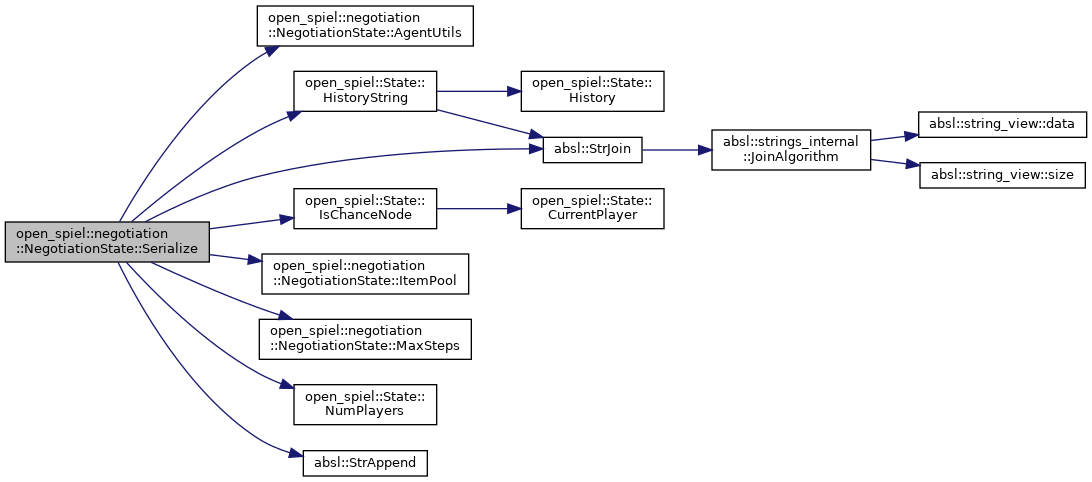 open_spiel::negotiation
::NegotiationState::AgentUtils
open_spiel::State::
HistoryString
open_spiel::State::
History
absl::StrJoin
absl::strings_internal
::JoinAlgorithm
absl::string_view::data
absl::string_view::size
open_spiel::negotiation
::NegotiationState::Serialize
open_spiel::State::
IsChanceNode
open_spiel::State::
CurrentPlayer
open_spiel::negotiation
::NegotiationState::ItemPool
open_spiel::negotiation
::NegotiationState::MaxSteps
open_spiel::State::
NumPlayers
absl::StrAppend